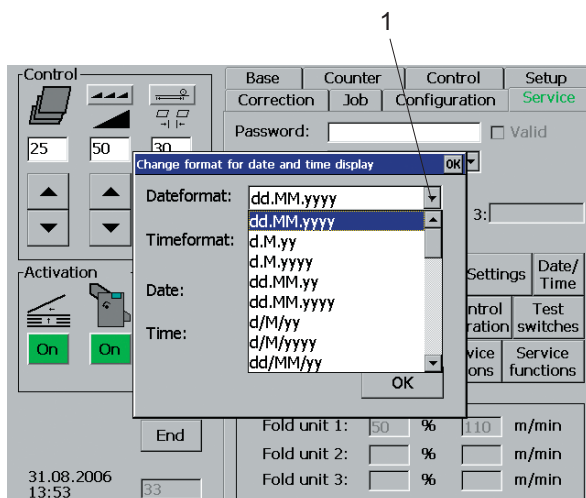 1
Control
Base Counter Control Setup
Correction Job Configuration Service
Password: Valid
25 50 30
Change format for date and time display OK
Dateformat: dd.MM.yyyy
dd.MM.yyyy
3:
Timeformat: d.M.yy
d.M.yyyy
Activation
Settings Date/
Time
Date: dd.MM.yy
dd.MM.yyyy
Time: d/M/yy
d/M/yyyy
dd/MM/yy
Test
switches
On On
Service
functions
OK
End
Fold unit 1: 50 % 110 m/min
Fold unit 2: % m/min
Fold unit 3: % m/min
31.08.2006
13:53
33